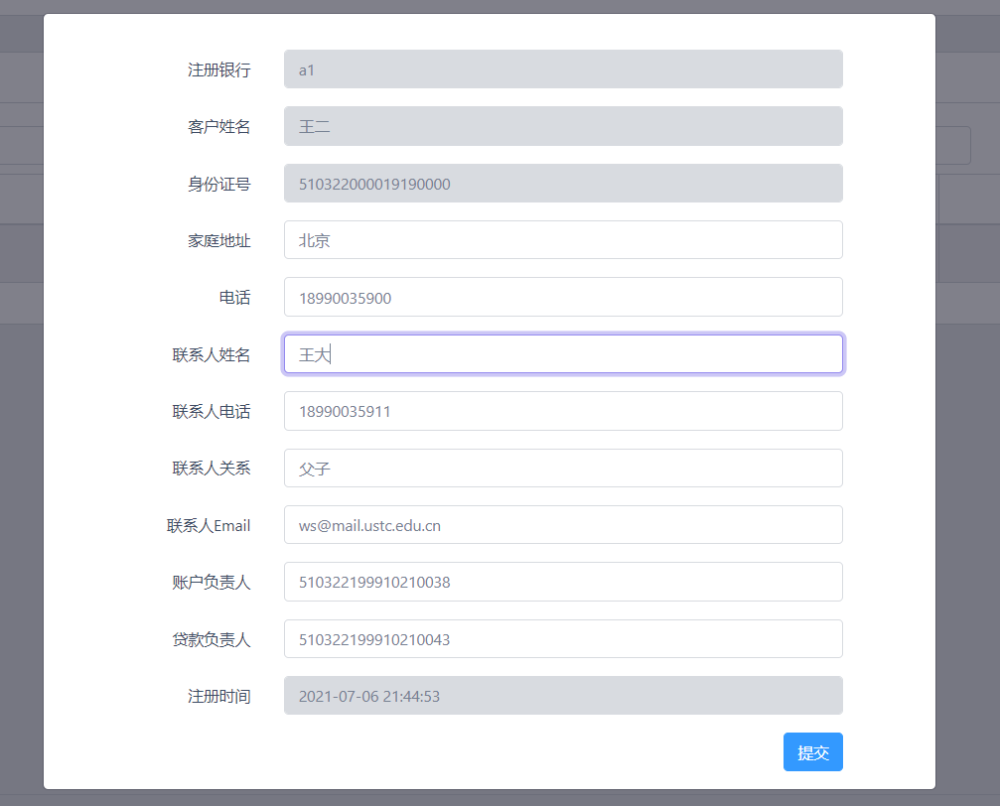 注册银行 a1
客户姓名 王二
身份证号 510322000019190000
家庭地址 北京
电话 18990035900
联系人姓名 王大
联系人电话 18990035911
联系人关系 父子
联系人Email ws@mail.ustc.edu.cn
账户负责人 510322199910210038
贷款负责人 510322199910210043
注册时间 2021-07-06 21:44:53
提交